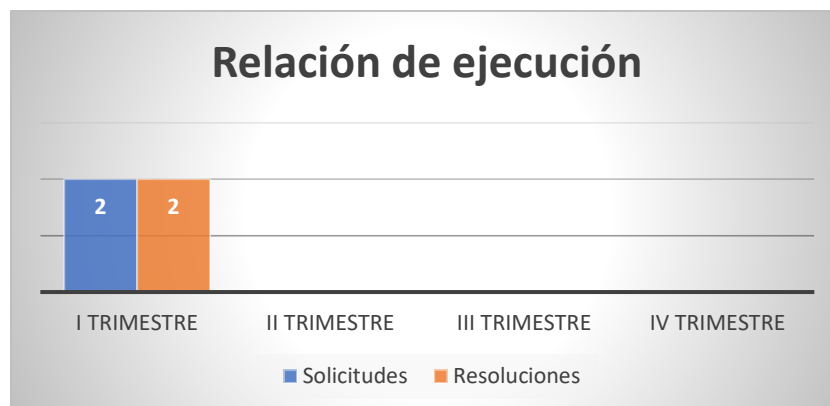 Relación de ejecución
2 2
I TRIMESTRE II TRIMESTRE III TRIMESTRE IV TRIMESTRE
Solicitudes Resoluciones